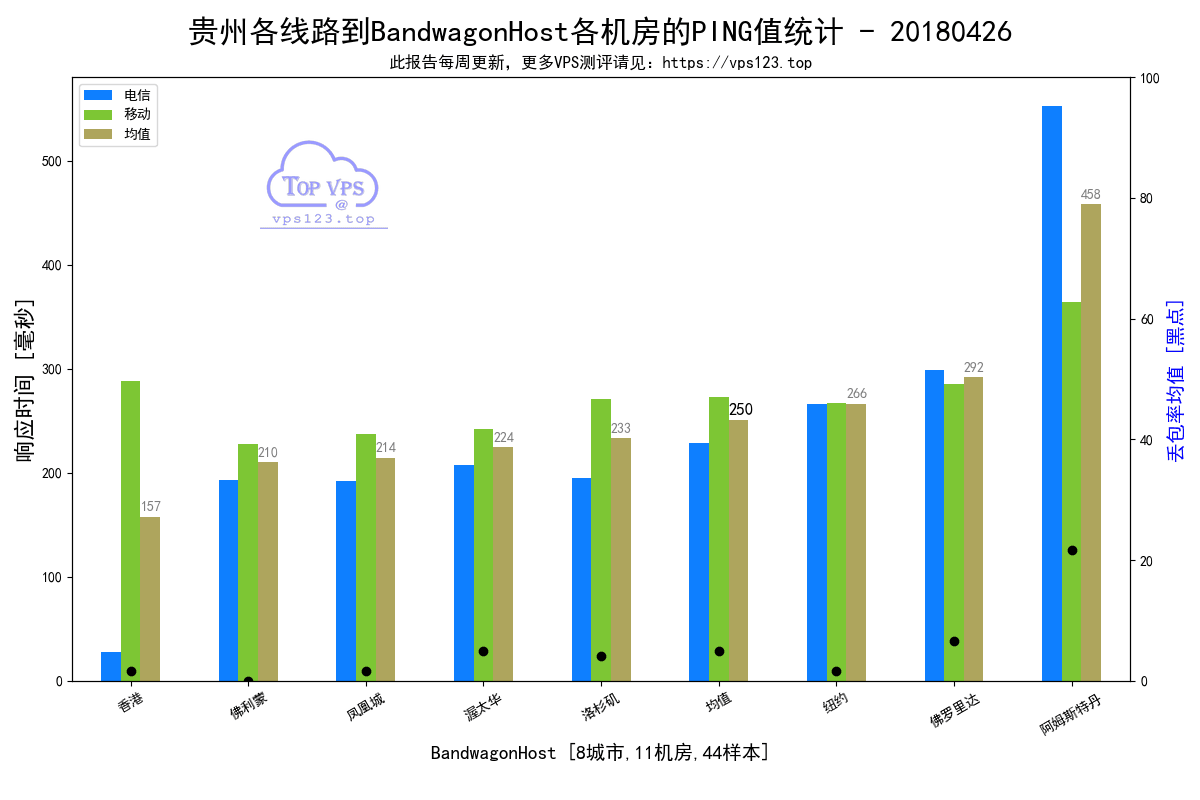 贵州各线路到BandwagonHost各机房的PING值统计 - 20180426
此报告每周更新，更多VPS测评请见：https://vps123.top
电信
移动
均值
TOP VPS
@
vps123.top
响应时间 [毫秒]
丢包率均值 [黑点]
500
400
300
200
100
0
100
80
60
40
20
0
157
210
214
224
233
250
266
292
458
香港
佛利蒙
凤凰城
渥太华
洛杉矶
均值
纽约
佛罗里达
阿姆斯特丹
BandwagonHost [8城市,11机房,44样本]